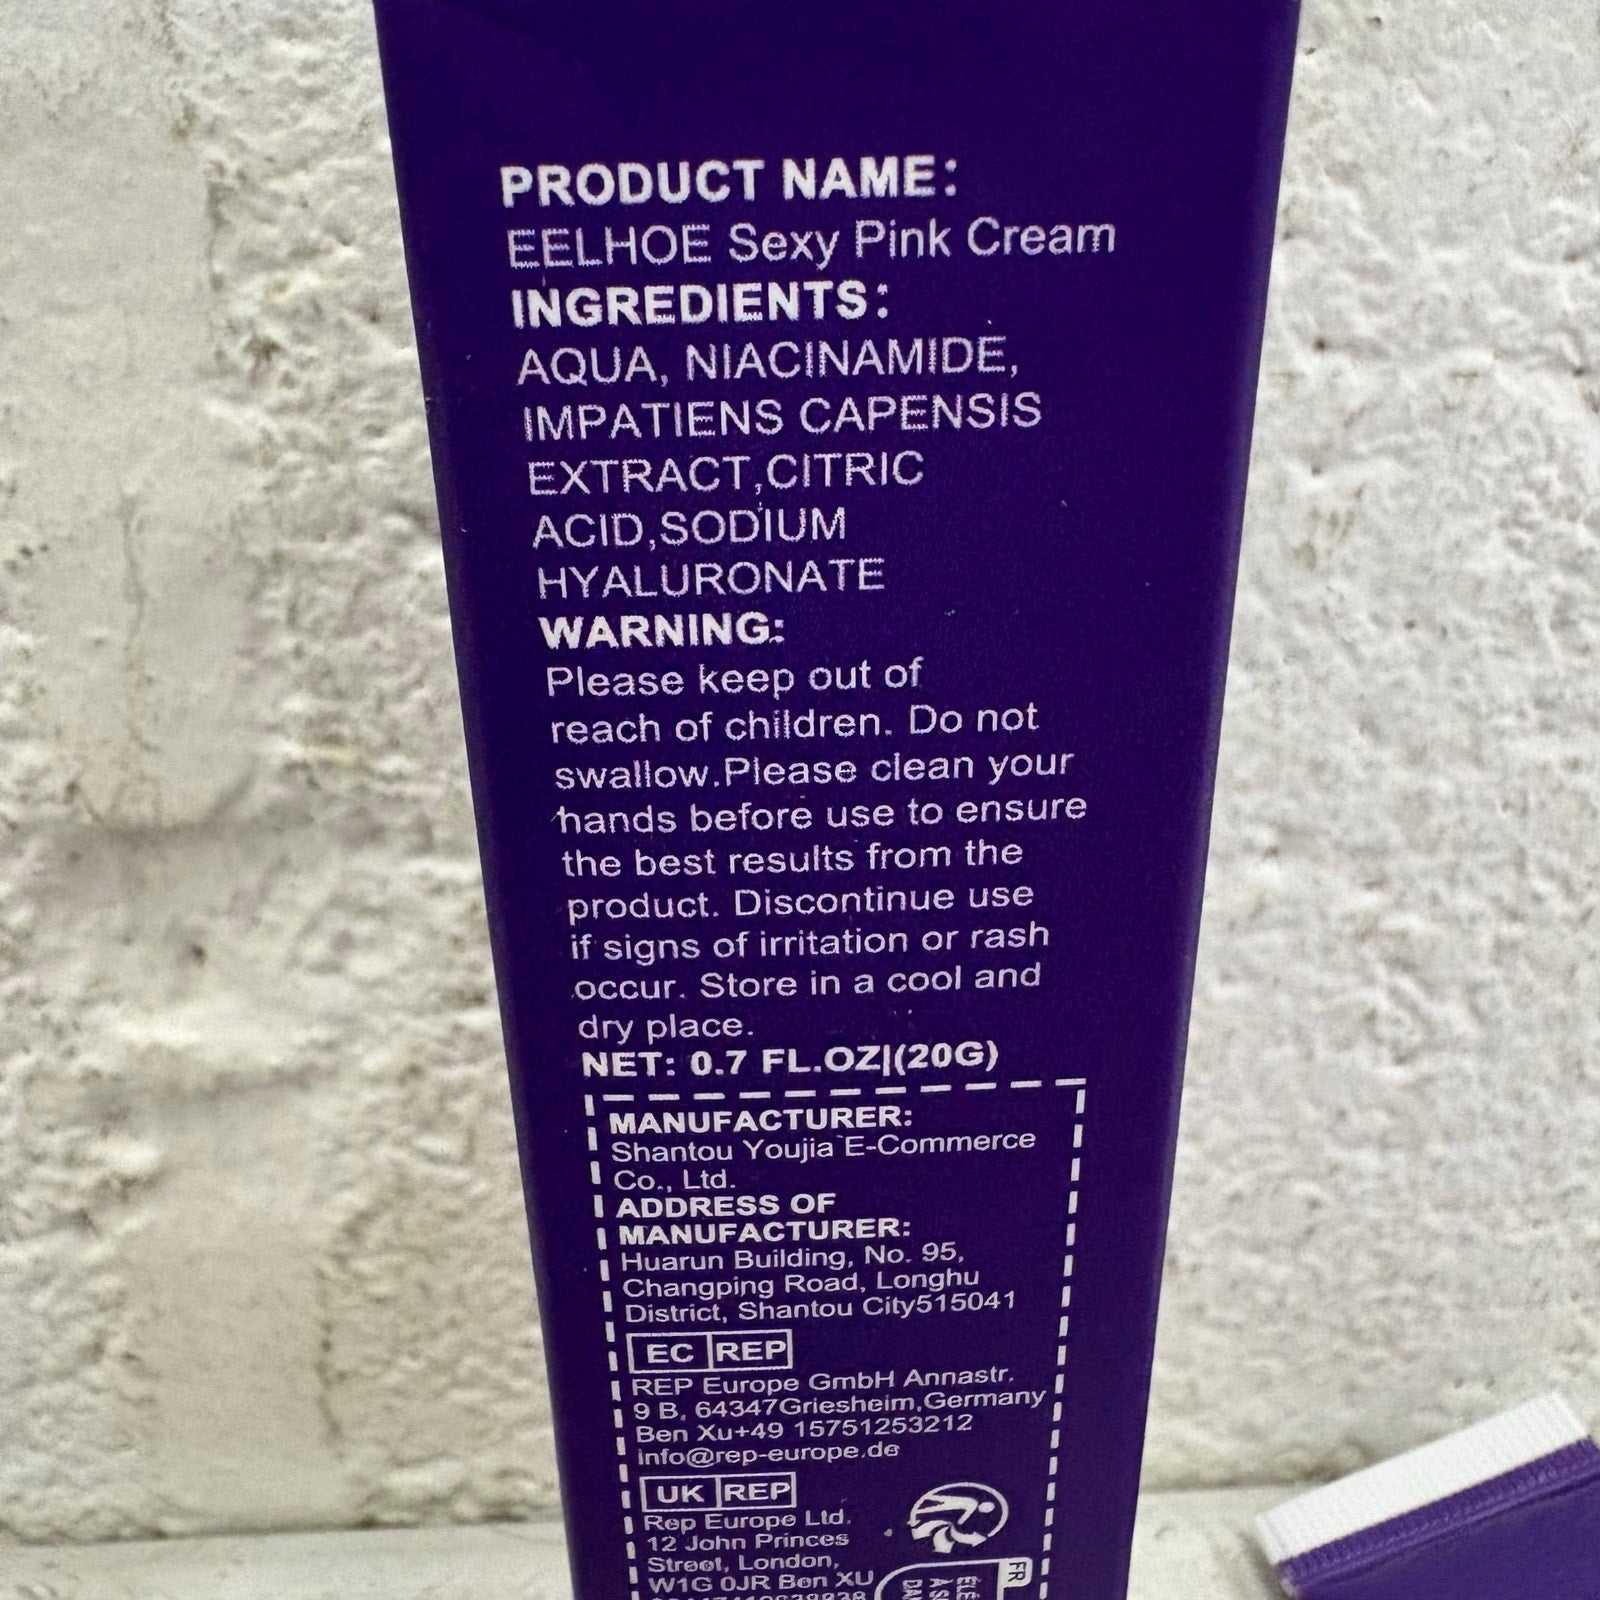 PRODUCT NAME:
EELHOE Sexy Pink Cream
INGREDIENTS:
AQUA, NIACINAMIDE,
IMPATIENS CAPENSIS
EXTRACT,CITRIC
ACID,SODIUM
HYALURONATE
WARNING:
Please keep out of
reach of children. Do not
swallow.Please clean your
hands before use to ensure
the best results from the
product. Discontinue use
if signs of irritation or rash
occur. Store in a cool and
dry place.
NET: 0.7 FL.OZ|(20G)
MANUFACTURER:
Shantou Youjia E-Commerce
Co., Ltd.
ADDRESS OF
MANUFACTURER:
Huarun Building, No. 95,
Changping Road, Longhu
District, Shantou City515041
EC REP
REP Europe GmbH Annastr.
9 B, 64347Griesheim,Germany
Ben Xu+49 15751253212
info@rep-europe.de
UK REP
Rep Europe Ltd.
12 John Princes
Street, London,
W1G 0JR Ben XU
FR